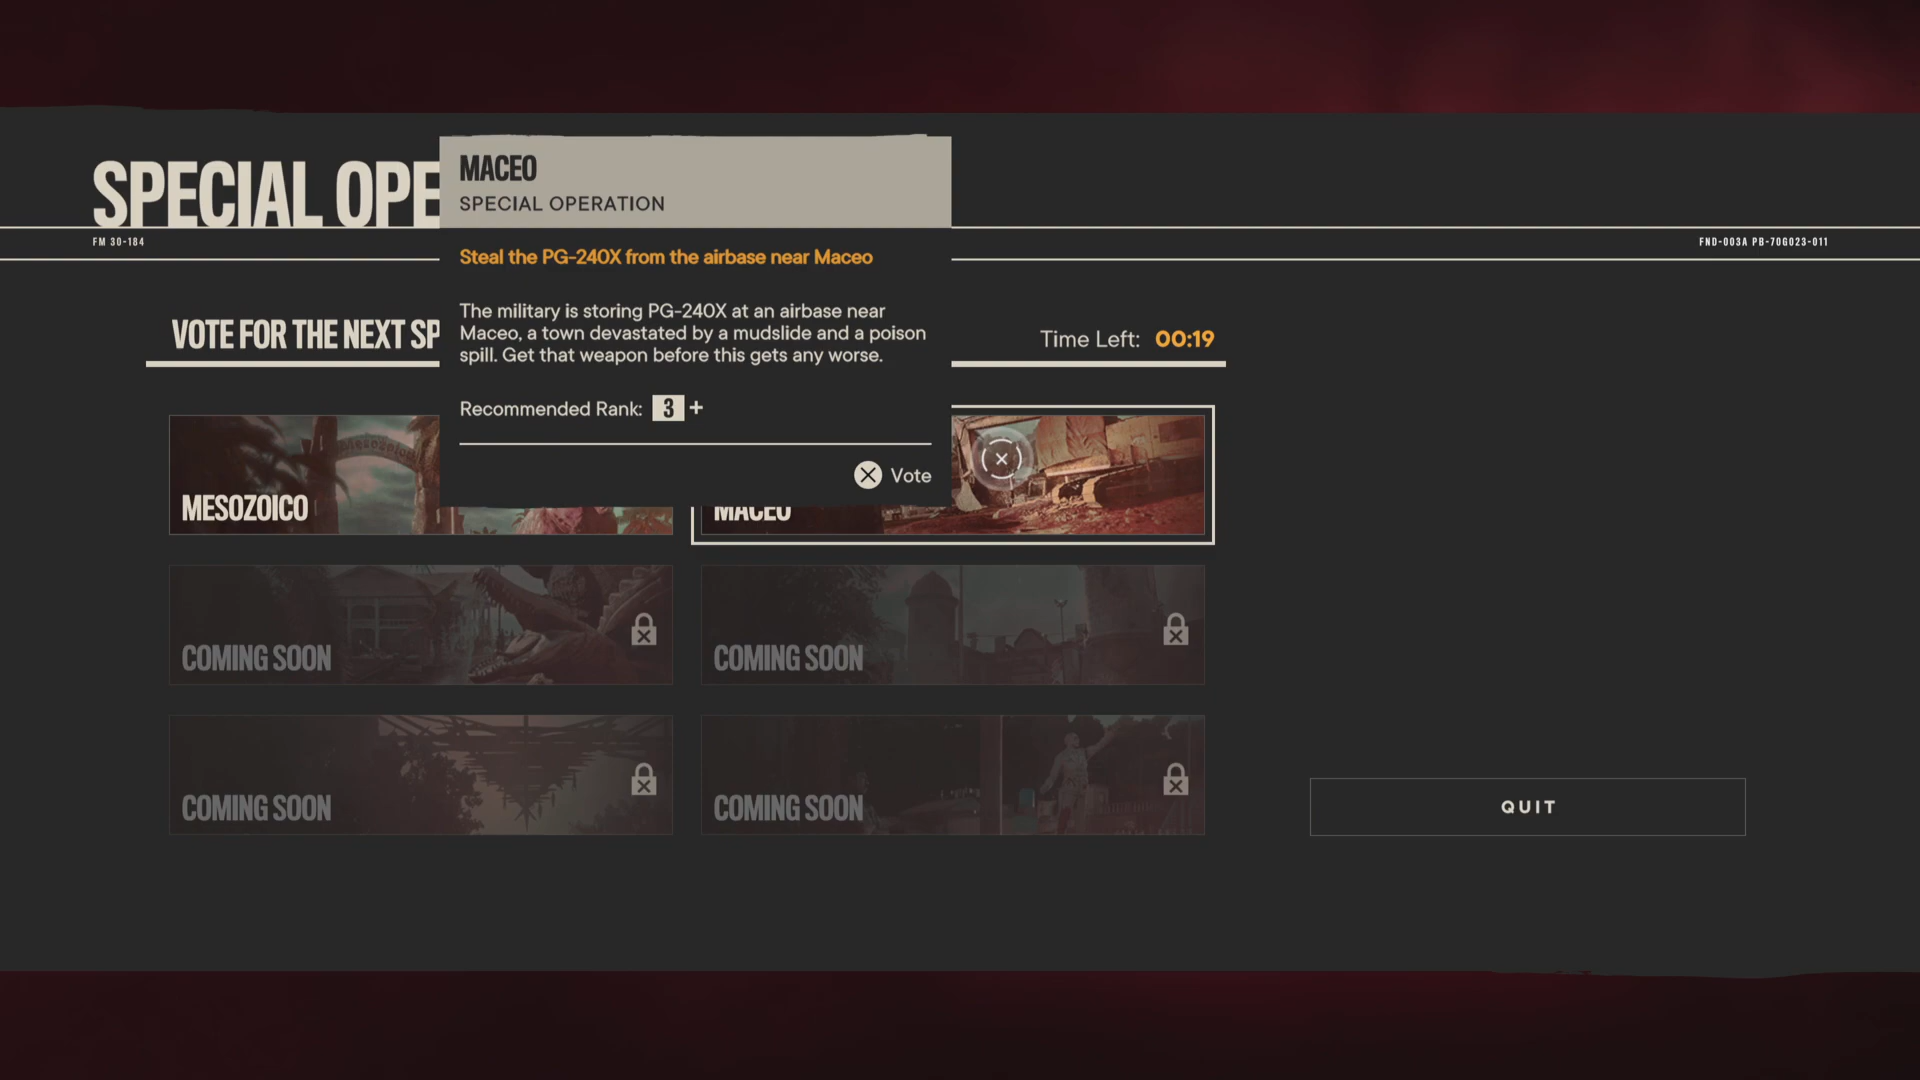 SPECIAL OPE
FM 30-184
FND-003A PB-70G023-011
MACEO
SPECIAL OPERATION
Steal the PG-240X from the airbase near Maceo
The military is storing PG-240X at an airbase near
Maceo, a town devastated by a mudslide and a poison
spill. Get that weapon before this gets any worse.
Recommended Rank: 3 +
Vote
VOTE FOR THE NEXT SP
Time Left: 00:19
Mesozoico
MESOZOICO
MACEO
COMING SOON
COMING SOON
COMING SOON
COMING SOON
QUIT